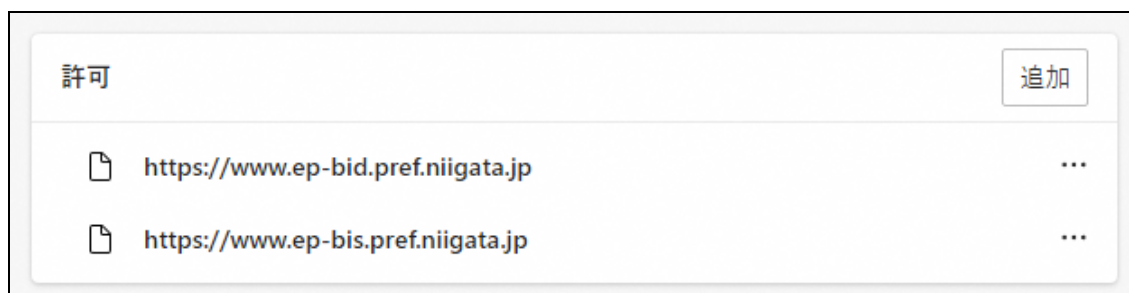 許可
追加
https://www.ep-bid.pref.niigata.jp
https://www.ep-bis.pref.niigata.jp